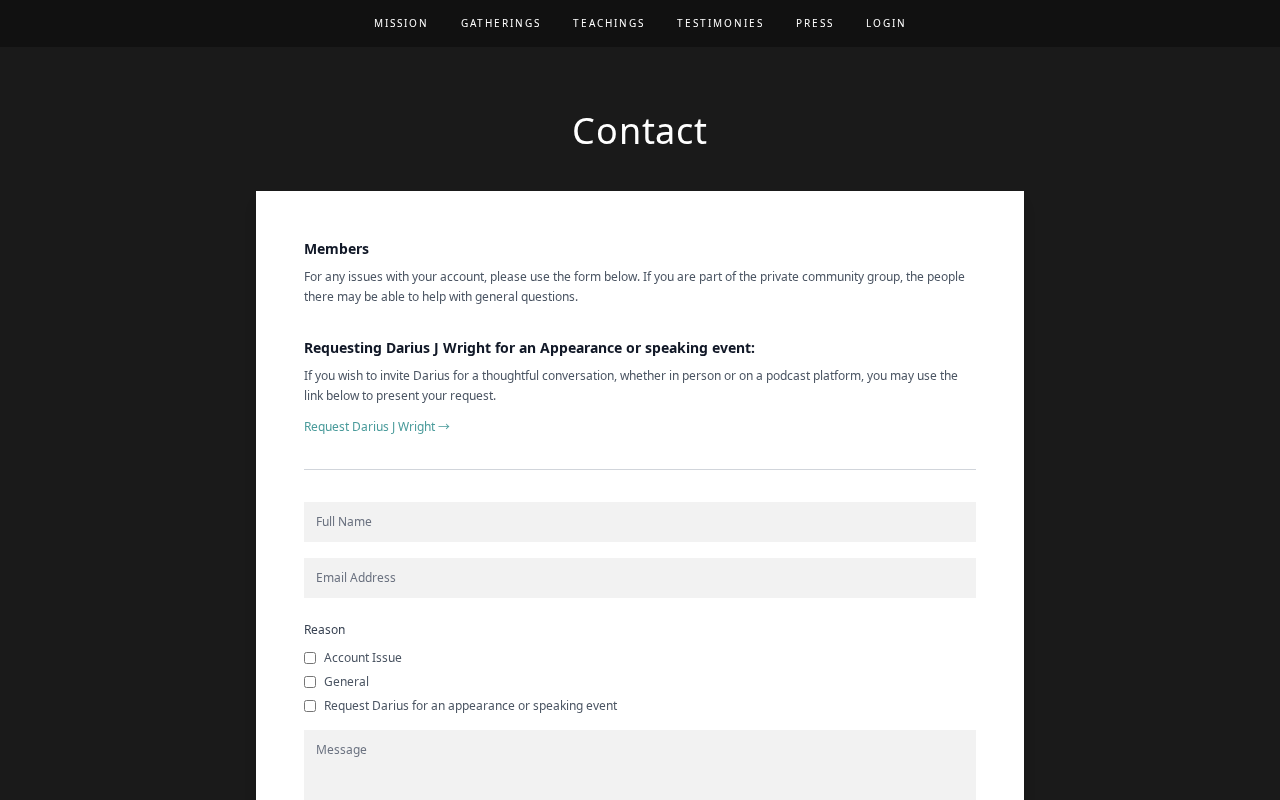 MISSION GATHERINGS TEACHINGS TESTIMONIES PRESS LOGIN
Contact
Members
For any issues with your account, please use the form below. If you are part of the private community group, the people
there may be able to help with general questions.
Requesting Darius J Wright for an Appearance or speaking event:
If you wish to invite Darius for a thoughtful conversation, whether in person or on a podcast platform, you may use the
link below to present your request.
Request Darius J Wright →
Full Name
Email Address
Reason
Account Issue
General
Request Darius for an appearance or speaking event
Message